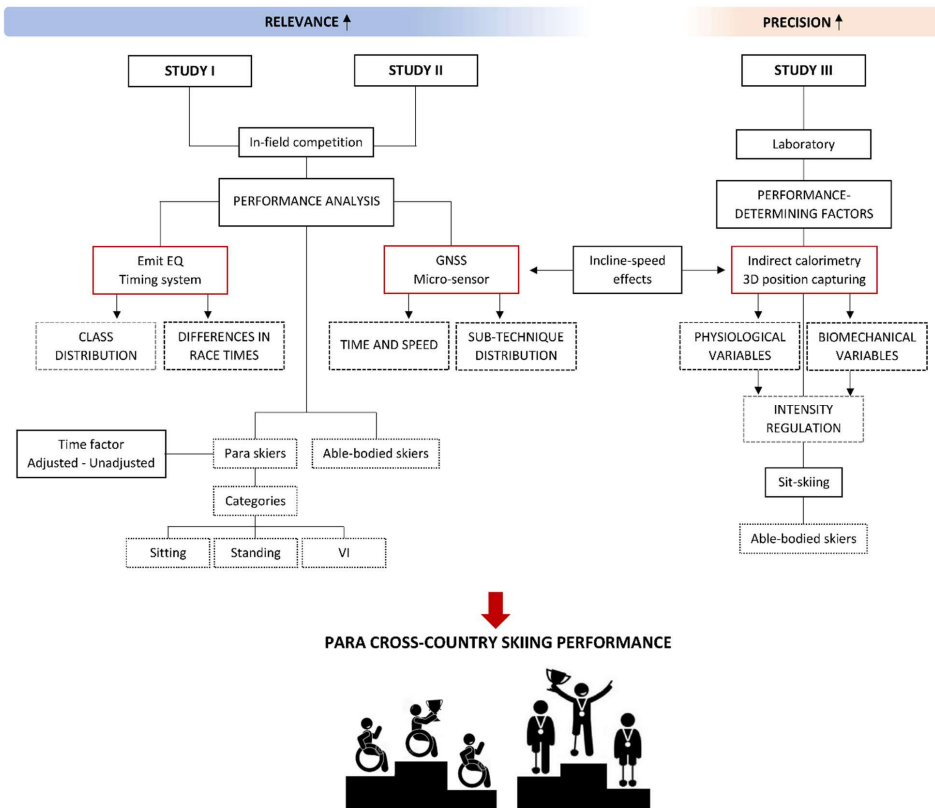 RELEVANCE ↑
PRECISION ↑
STUDY I
STUDY II
STUDY III
In-field competition
Laboratory
PERFORMANCE ANALYSIS
PERFORMANCE-
DETERMINING FACTORS
Emit EQ
Timing system
GNSS
Micro-sensor
Incline-speed
effects
Indirect calorimetry
3D position capturing
CLASS
DISTRIBUTION
DIFFERENCES IN
RACE TIMES
TIME AND SPEED
SUB-TECHNIQUE
DISTRIBUTION
PHYSIOLOGICAL
VARIABLES
BIOMECHANICAL
VARIABLES
INTENSITY
REGULATION
Time factor
Adjusted - Unadjusted
Para skiers
Able-bodied skiers
Sit-skiing
Categories
Sitting
Standing
VI
Able-bodied skiers
PARA CROSS-COUNTRY SKIING PERFORMANCE